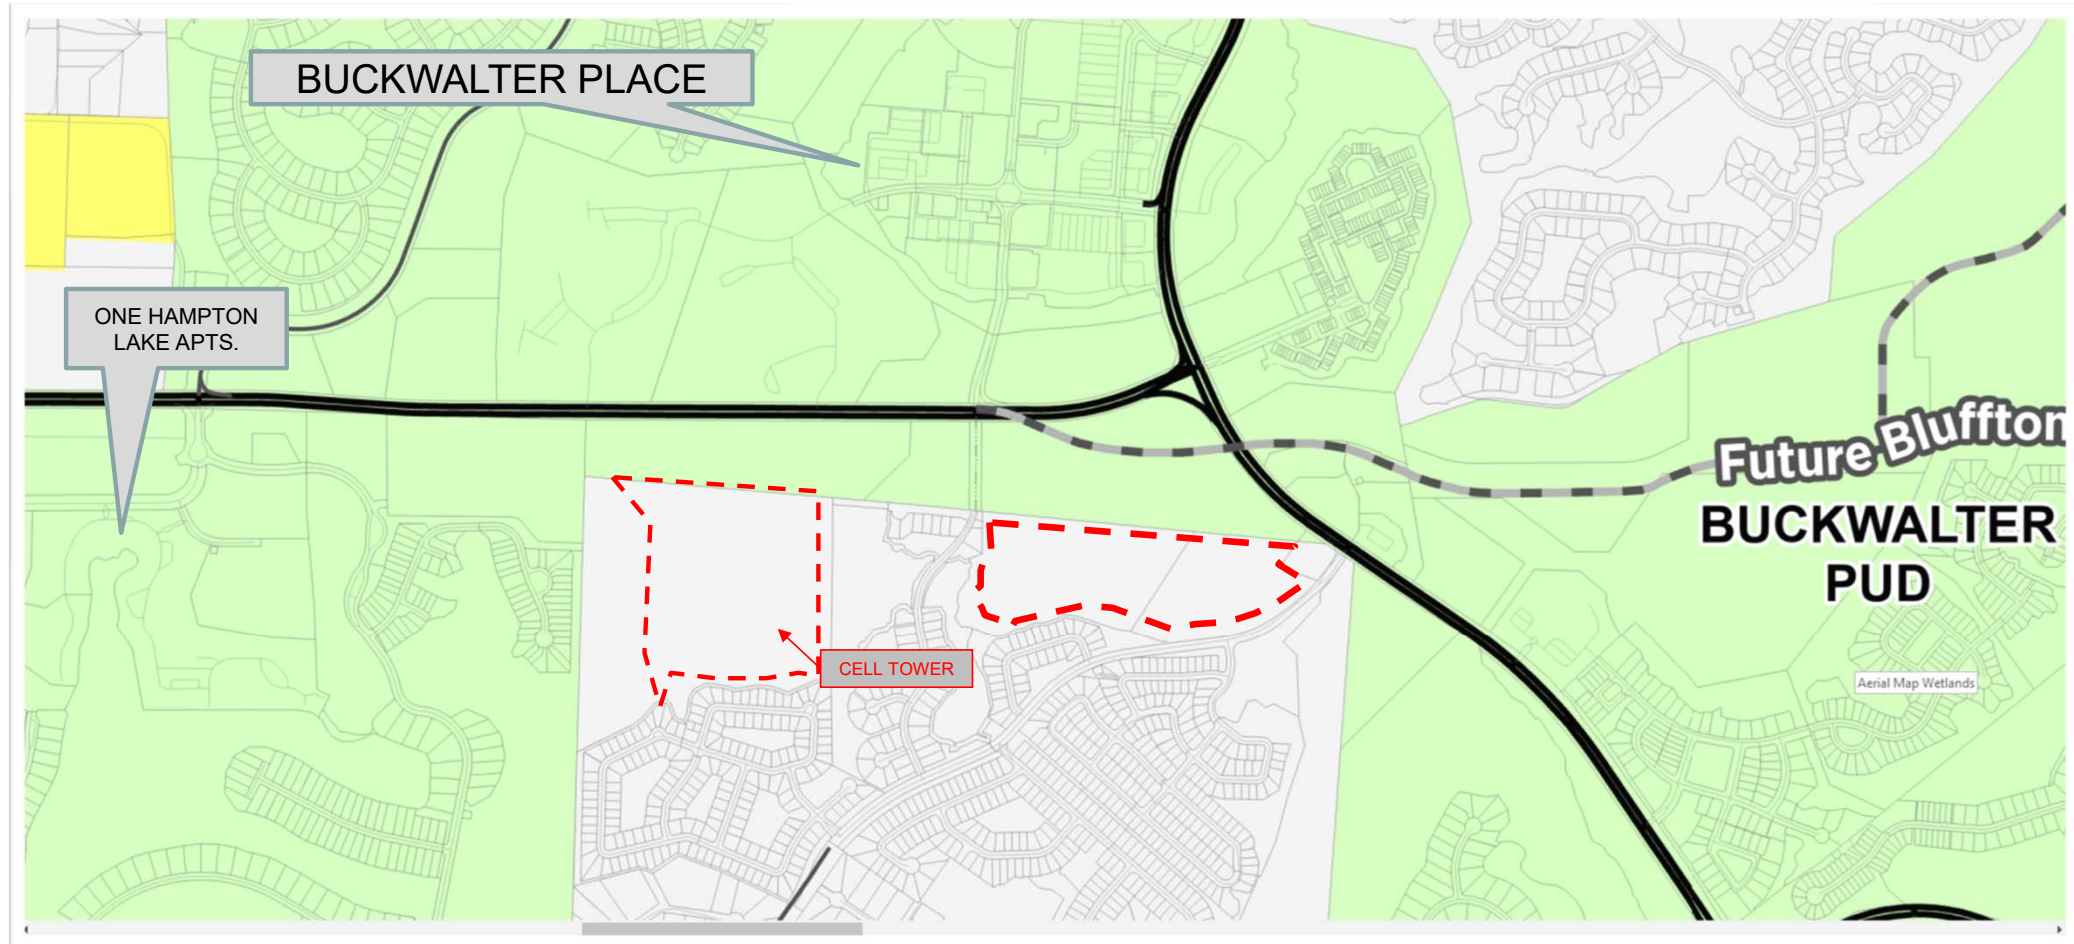 BUCKWALTER PLACE
ONE HAMPTON
LAKE APTS.
Future Bluffton
BUCKWALTER
PUD
CELL TOWER
Aerial Map Wetlands